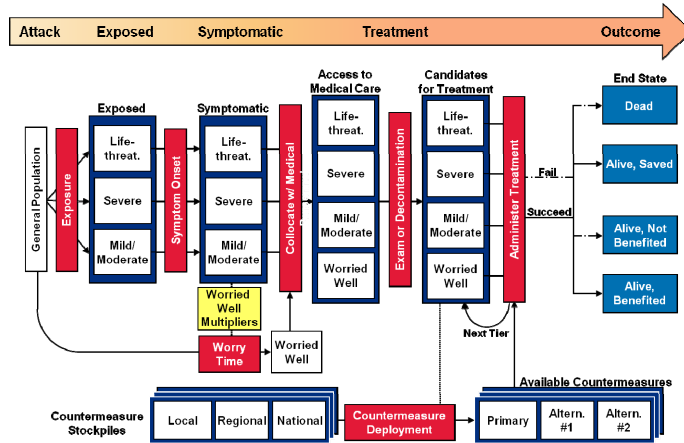 Attack Exposed Symptomatic Treatment Outcome
Access to
Medical Care
Candidates
for Treatment
End State
Exposed
Symptomatic
General Population
Exposure
Life-
threat.
Severe
Mild/
Moderate
Symptom Onset
Life-
threat.
Severe
Mild/
Moderate
Collocate w/ Medical
Life-
threat.
Severe
Mild/
Moderate
Worried
Well
Exam or Decontamination
Life-
threat.
Severe
Mild/
Moderate
Worried
Well
Administer Treatment
Fail
Succeed
Dead
Alive, Saved
Alive, Not
Benefited
Alive,
Benefited
Worried
Well
Multipliers
Worry
Time
Worried
Well
Next Tier
Available Countermeasures
Countermeasure
Stockpiles
Local Regional National
Countermeasure
Deployment
Primary
Altern.
#1
Altern.
#2